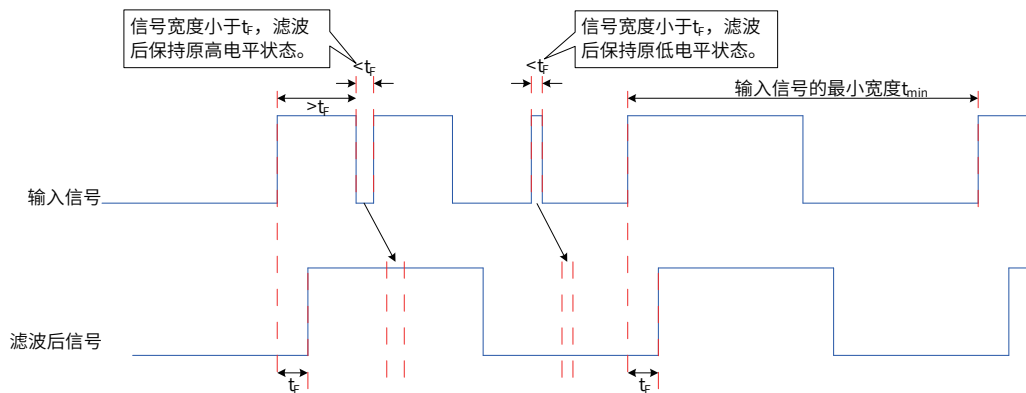 信号宽度小于tF，滤波
后保持原高电平状态。
信号宽度小于tF，滤波
后保持原低电平状态。
<tF
<tF
输入信号的最小宽度tmin
>tF
输入信号
滤波后信号
tF
tF